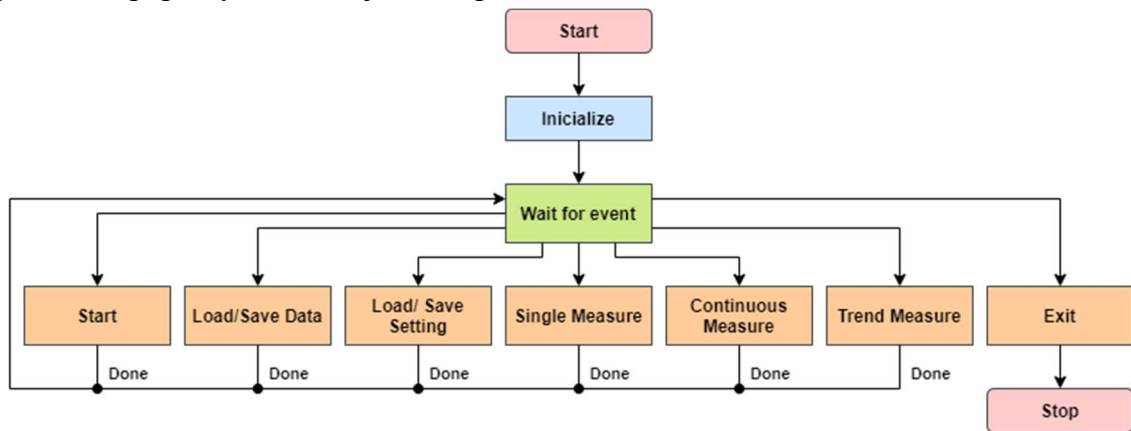 Start
Inicialize
Wait for event
Start
Load/Save Data
Load/ Save
Setting
Single Measure
Continuous
Measure
Trend Measure
Exit
Done
Done
Done
Done
Done
Done
Stop